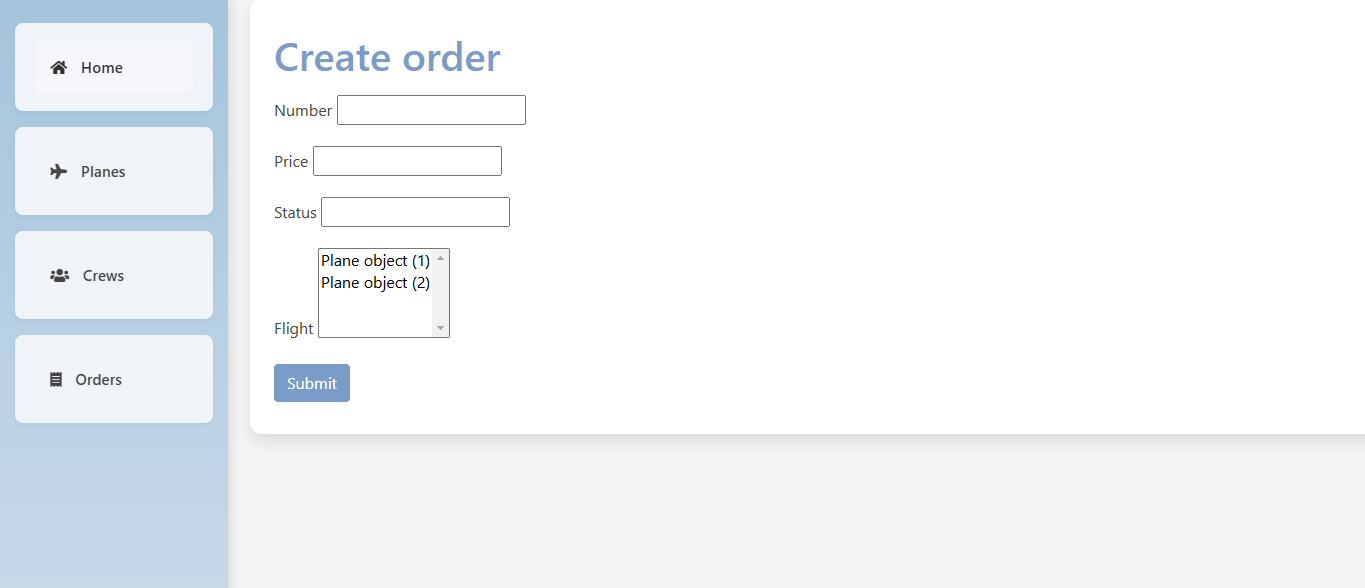 Home
Planes
Crews
Orders
Create order
Number
Price
Status
Flight
Plane object (1)
Plane object (2)
Submit